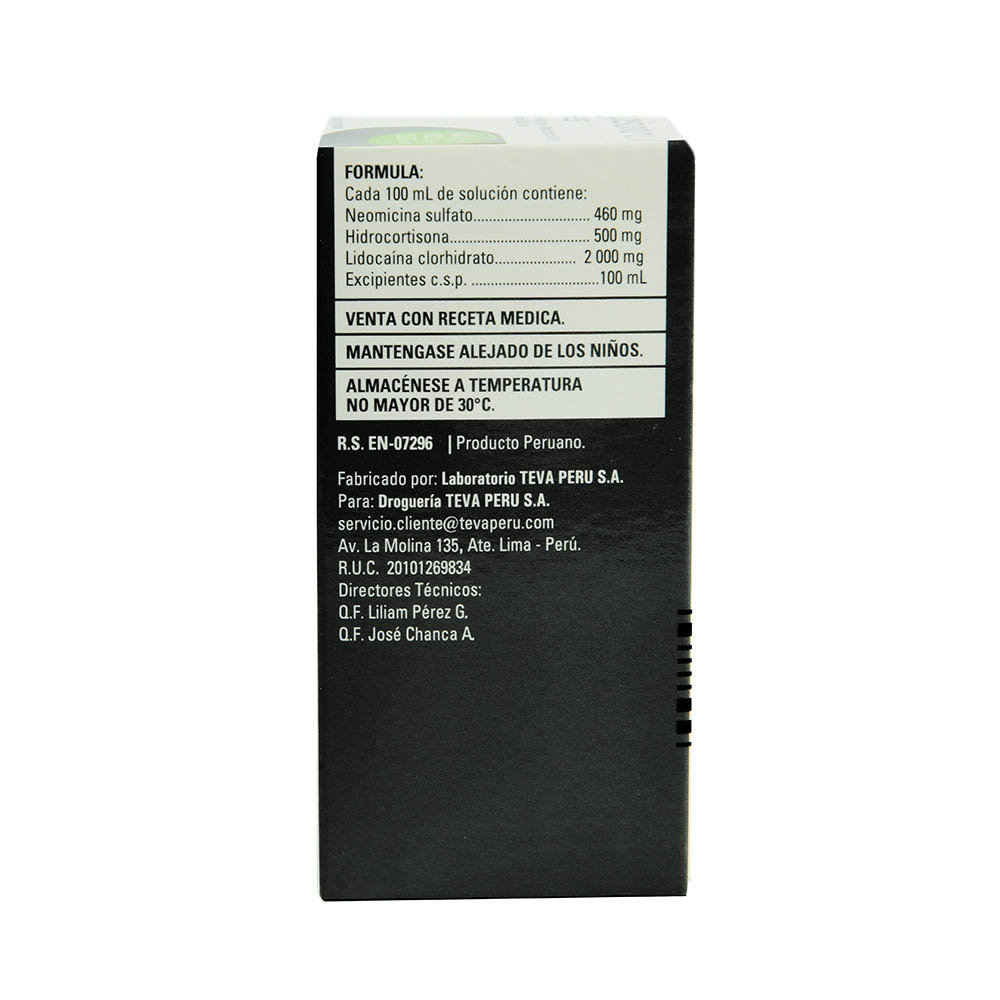 FORMULA:
Cada 100 mL de solución contiene:
Neomicina sulfato............................ 460 mg
Hidrocortisona.................................. 500 mg
Lidocaína clorhidrato.................... 2 000 mg
Excipientes c.s.p. ...............................100 mL
VENTA CON RECETA MEDICA.
MANTENGASE ALEJADO DE LOS NIÑOS.
ALMACÉNESE A TEMPERATURA
NO MAYOR DE 30°C.
R.S. EN-07296 | Producto Peruano.
Fabricado por: Laboratorio TEVA PERU S.A.
Para: Droguería TEVA PERU S.A.
servicio.cliente@tevaperu.com
Av. La Molina 135, Ate. Lima - Perú.
R.U.C. 20101269834
Directores Técnicos:
Q.F. Liliam Pérez G.
Q.F. José Chanca A.